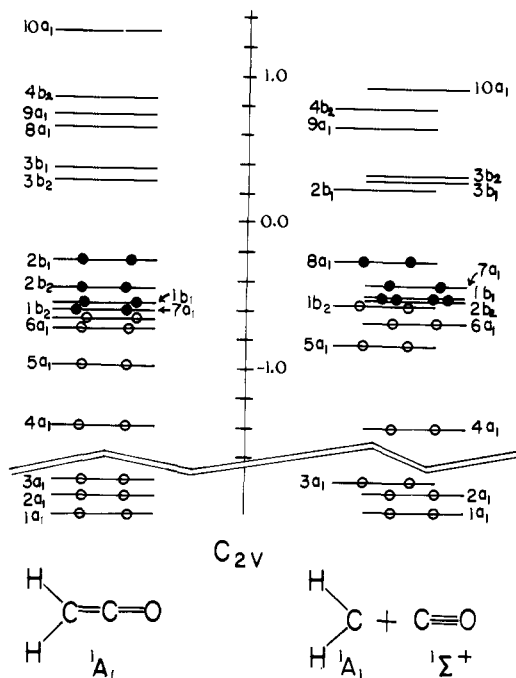 10a₁
4b₂
9a₁
8a₁
3b₁
3b₂
2b₁
2b₂
1b₁
1b₂
7a₁
6a₁
5a₁
4a₁
3a₁
2a₁
1a₁
1.0
0.0
-1.0
10a₁
4b₂
9a₁
3b₂
2b₁
3b₁
8a₁
7a₁
1b₁
1b₂
2b₂
6a₁
5a₁
4a₁
3a₁
2a₁
1a₁
C₂ᵥ
H
C=C=O
H
¹A₁
H
C + C≡O
H
¹A₁ ¹Σ⁺